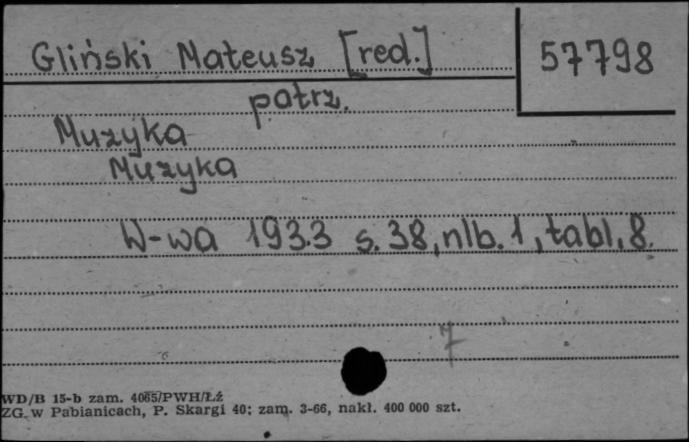 Gliński Mateusz [red.]
57798
patrz.
Muzyka
Muzyka
W-wa 1933 s. 38, nlb. 1, tabl. 8.
7
WD/B 15-b zam. 4065/PWH/Łź
ZG. w Pabianicach, P. Skargi 40; zam. 3-66, nakł. 400 000 szt.